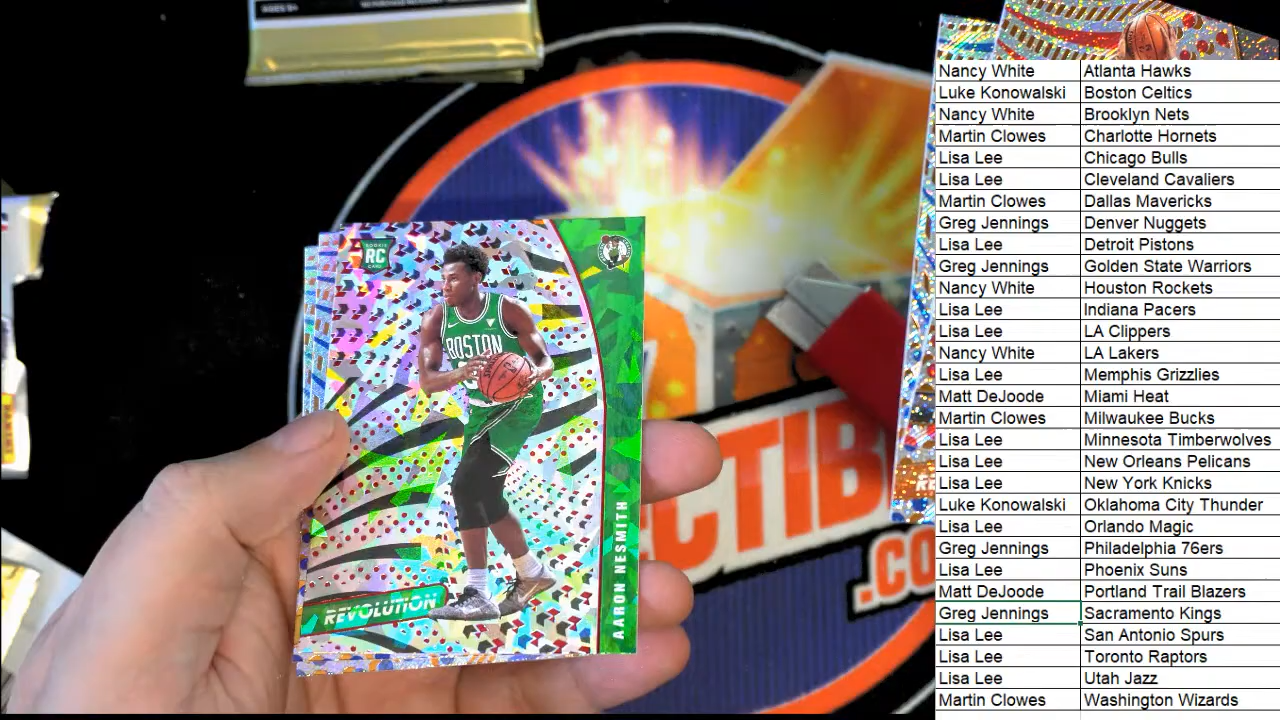 AGES 9+
ROOKIE
RC
CARD
BOSTON
REVOLUTION
AARON NESMITH
CTIB
.CO
Nancy White Atlanta Hawks
Luke Konowalski Boston Celtics
Nancy White Brooklyn Nets
Martin Clowes Charlotte Hornets
Lisa Lee Chicago Bulls
Lisa Lee Cleveland Cavaliers
Martin Clowes Dallas Mavericks
Greg Jennings Denver Nuggets
Lisa Lee Detroit Pistons
Greg Jennings Golden State Warriors
Nancy White Houston Rockets
Lisa Lee Indiana Pacers
Lisa Lee LA Clippers
Nancy White LA Lakers
Lisa Lee Memphis Grizzlies
Matt DeJoode Miami Heat
Martin Clowes Milwaukee Bucks
Lisa Lee Minnesota Timberwolves
Lisa Lee New Orleans Pelicans
Lisa Lee New York Knicks
Luke Konowalski Oklahoma City Thunder
Lisa Lee Orlando Magic
Greg Jennings Philadelphia 76ers
Lisa Lee Phoenix Suns
Matt DeJoode Portland Trail Blazers
Greg Jennings Sacramento Kings
Lisa Lee San Antonio Spurs
Lisa Lee Toronto Raptors
Lisa Lee Utah Jazz
Martin Clowes Washington Wizards